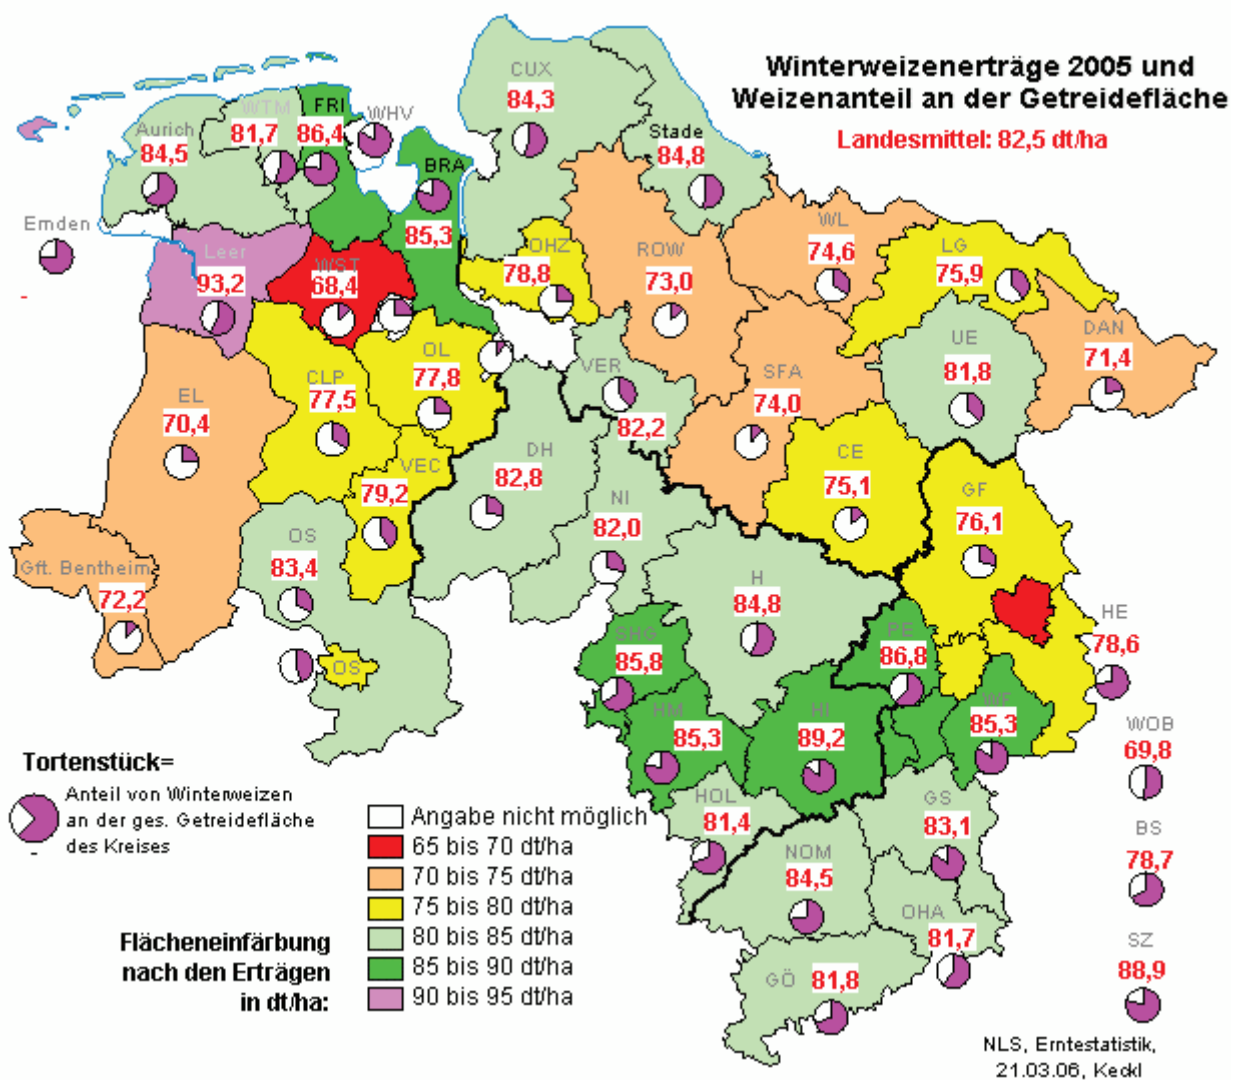 Winterweizenerträge 2005 und
Weizenanteil an der Getreidefläche
Landesmittel: 82,5 dt/ha
CUX
84,3
WTM
81,7
FRI
86,4
WHV
Aurich
84,5
Stade
84,8
BRA
85,3
Emden
-
Leer
93,2
WST
68,4
OHZ
78,8
ROW
73,0
WL
74,6
LG
75,9
DAN
71,4
UE
81,8
OL
77,8
VER
82,2
SFA
74,0
CLP
77,5
EL
70,4
VEC
79,2
DH
82,8
NI
82,0
CE
75,1
GF
76,1
OS
83,4
Gft. Bentheim
72,2
H
84,8
HE
78,6
SHG
85,8
PE
86,8
OS
HM
85,3
HI
89,2
WF
85,3
WOB
69,8
HOL
81,4
GS
83,1
BS
78,7
NOM
84,5
OHA
81,7
SZ
88,9
GÖ
81,8
Tortenstück=
Anteil von Winterweizen
an der ges. Getreidefläche
des Kreises
-
Angabe nicht möglich
65 bis 70 dt/ha
70 bis 75 dt/ha
75 bis 80 dt/ha
80 bis 85 dt/ha
85 bis 90 dt/ha
90 bis 95 dt/ha
Flächeneinfärbung
nach den Erträgen
in dt/ha:
NLS, Erntestatistik,
21.03.06, Keckl